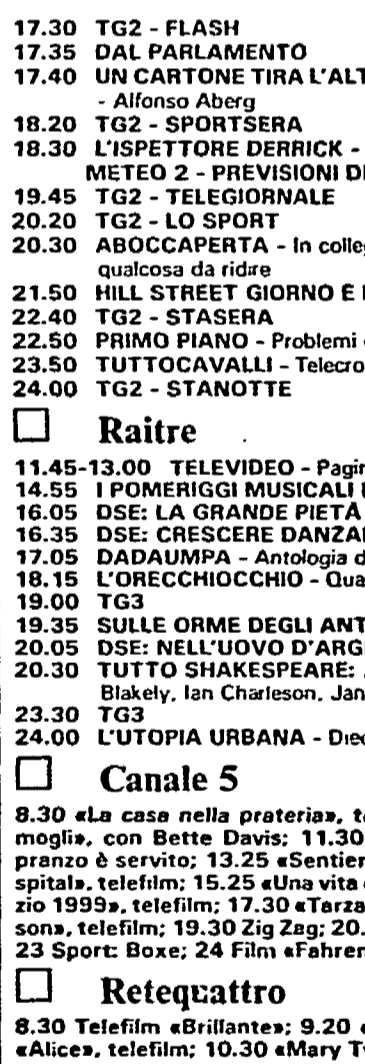 17.30 TG2 - FLASH
17.35 DAL PARLAMENTO
17.40 UN CARTONE TIRA L'ALT
- Alfonso Aberg
18.20 TG2 - SPORTSERA
18.30 L'ISPETTORE DERRICK -
METEO 2 - PREVISIONI DI
19.45 TG2 - TELEGIORNALE
20.20 TG2 - LO SPORT
20.30 ABOCCAPERTA - In colleg
qualcosa da ridire
21.50 HILL STREET GIORNO E
22.40 TG2 - STASERA
22.50 PRIMO PIANO - Problemi
23.50 TUTTOCAVALLI - Telecro
24.00 TG2 - STANOTTE
Raitre
11.45-13.00 TELEVIDEO - Pagin
14.55 I POMERIGGI MUSICALI
16.05 DSE: LA GRANDE PIETÀ
16.35 DSE: CRESCERE DANZA
17.05 DADAUMPA - Antologia d
18.15 L'ORECCHIOCCHIO - Qua
19.00 TG3
19.35 SULLE ORME DEGLI ANT
20.05 DSE: NELL'UOVO D'ARG
20.30 TUTTO SHAKESPEARE:
Blakely, Ian Charleson, Jan
23.30 TG3
24.00 L'UTOPIA URBANA - Diec
Canale 5
8.30 «La casa nella prateria», t
mogli», con Bette Davis; 11.30
pranzo è servito; 13.25 «Sentier
spital», telefilm; 15.25 «Una vita
zio 1999», telefilm; 17.30 «Tarza
son», telefilm; 19.30 Zig Zag; 20.
23 Sport: Boxe; 24 Film «Fahren
Retequattro
8.30 Telefilm «Brillante»; 9.20 «
«Alice», telefilm; 10.30 «Mary T